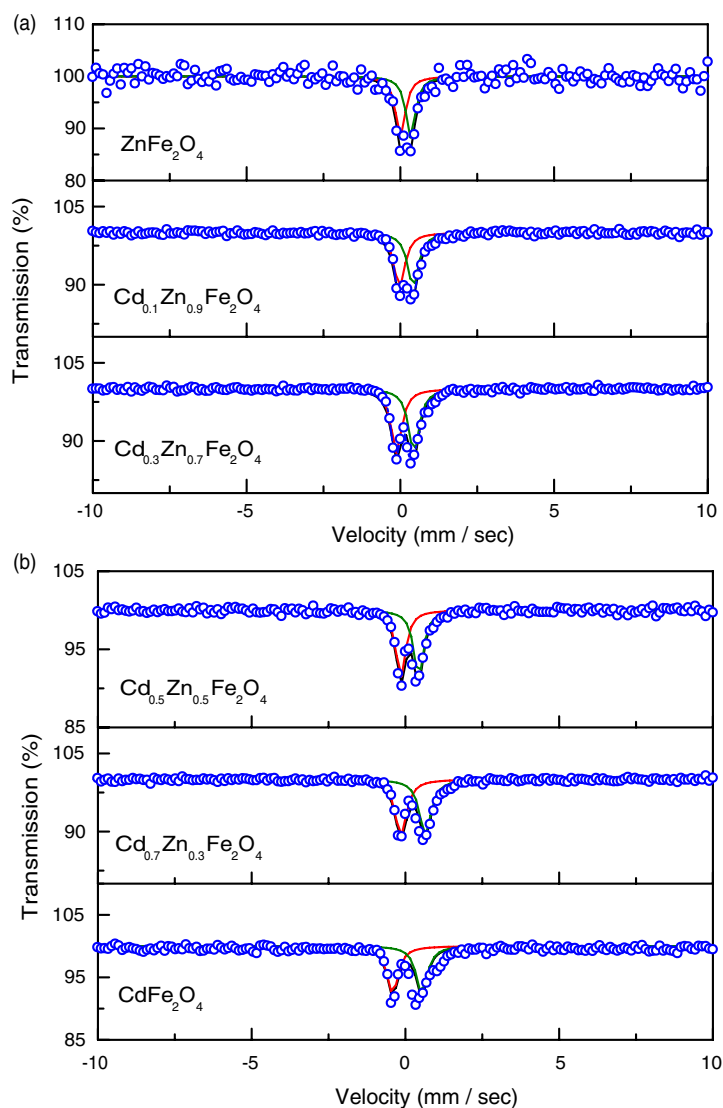 (a)
110
100
90
80
ZnFe₂O₄
105
90
Cd₀.₁Zn₀.₉Fe₂O₄
105
90
Cd₀.₃Zn₀.₇Fe₂O₄
Transmission (%)
-10 -5 0 5 10
Velocity (mm / sec)
(b)
105
95
85
Cd₀.₅Zn₀.₅Fe₂O₄
105
90
Cd₀.₇Zn₀.₃Fe₂O₄
105
95
85
CdFe₂O₄
Transmission (%)
-10 -5 0 5 10
Velocity (mm / sec)